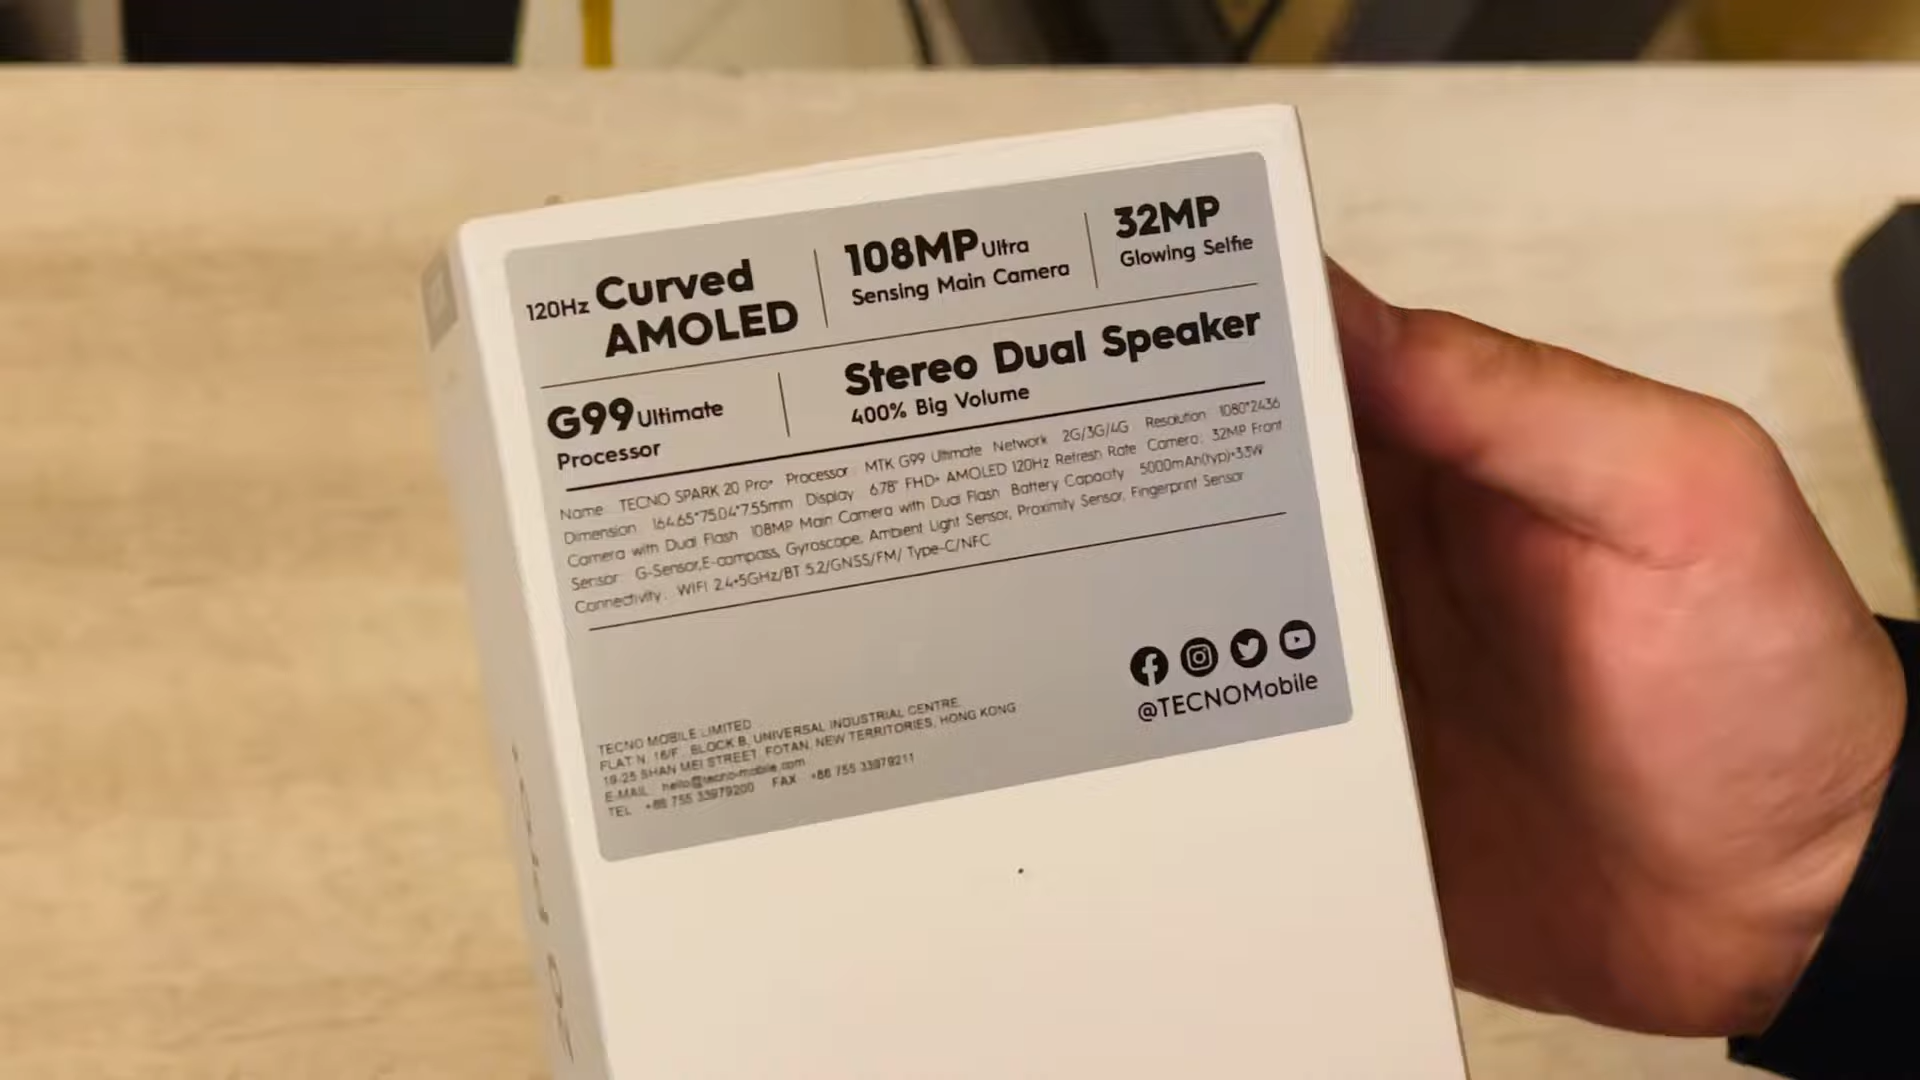 120Hz Curved AMOLED
108MP Ultra Sensing Main Camera
32MP Glowing Selfie
G99 Ultimate Processor
Stereo Dual Speaker
400% Big Volume
Name: TECNO SPARK 20 Pro+ Processor: MTK G99 Ultimate Network: 2G/3G/4G Resolution: 1080*2436
Dimension: 164.65*75.04*7.55mm Display: 6.78" FHD+ AMOLED 120Hz Refresh Rate Camera: 32MP Front
Camera with Dual Flash 108MP Main Camera with Dual Flash Battery Capacity: 5000mAh(typ)+33W
Sensor: G-Sensor,E-compass, Gyroscope, Ambient Light Sensor, Proximity Sensor, Fingerprint Sensor
Connectivity: WIFI 2.4+5GHz/BT 5.2/GNSS/FM/ Type-C/NFC
@TECNOMobile
TECNO MOBILE LIMITED
FLAT N, 16/F., BLOCK B, UNIVERSAL INDUSTRIAL CENTRE,
19-25 SHAN MEI STREET, FOTAN, NEW TERRITORIES, HONG KONG
E-MAIL: hello@tecno-mobile.com
TEL: +86 755 33979200 FAX: +86 755 33979211